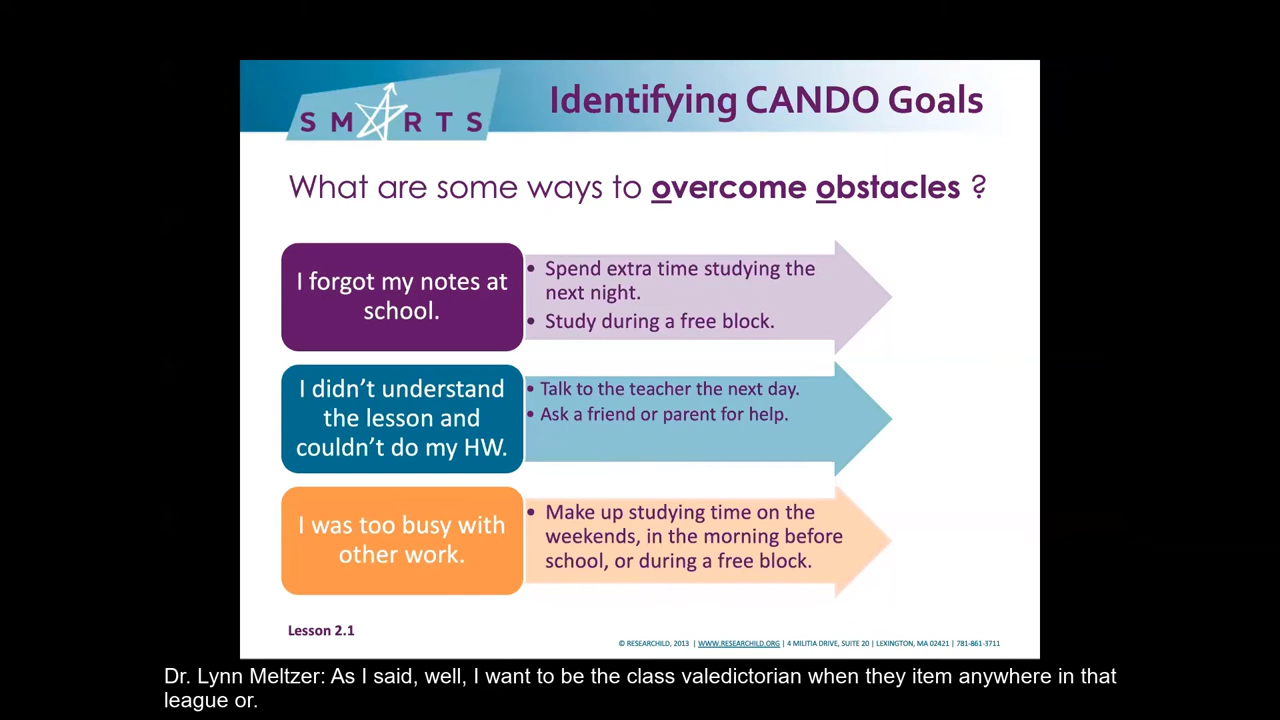 SMARTS
Identifying CANDO Goals
What are some ways to overcome obstacles ?
I forgot my notes at
school.
• Spend extra time studying the
next night.
• Study during a free block.
I didn't understand
the lesson and
couldn't do my HW.
• Talk to the teacher the next day.
• Ask a friend or parent for help.
I was too busy with
other work.
• Make up studying time on the
weekends, in the morning before
school, or during a free block.
Lesson 2.1
© RESEARCHILD, 2013 | WWW.RESEARCHILD.ORG | 4 MILITIA DRIVE, SUITE 20 | LEXINGTON, MA 02421 | 781-861-3711
Dr. Lynn Meltzer: As I said, well, I want to be the class valedictorian when they item anywhere in that
league or.